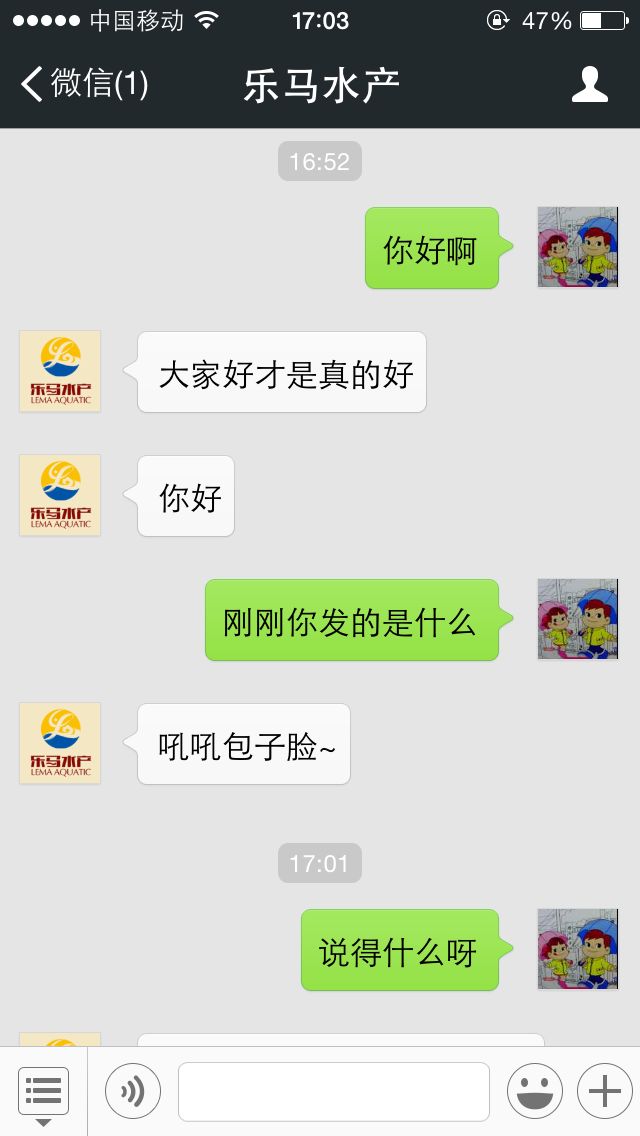 中国移动 17:03 47%
微信(1) 乐马水产
16:52
你好啊
大家好才是真的好
乐马水产
LEMA AQUATIC
你好
乐马水产
LEMA AQUATIC
刚刚你发的是什么
吼吼包子脸~
乐马水产
LEMA AQUATIC
17:01
说得什么呀